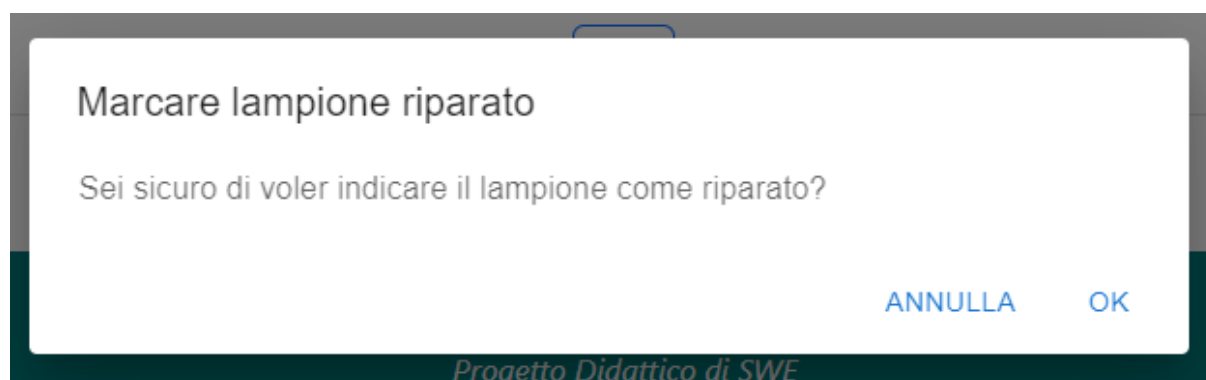 Marcare lampione riparato
Sei sicuro di voler indicare il lampione come riparato?
ANNULLA OK
Progetto Didattico di SWE